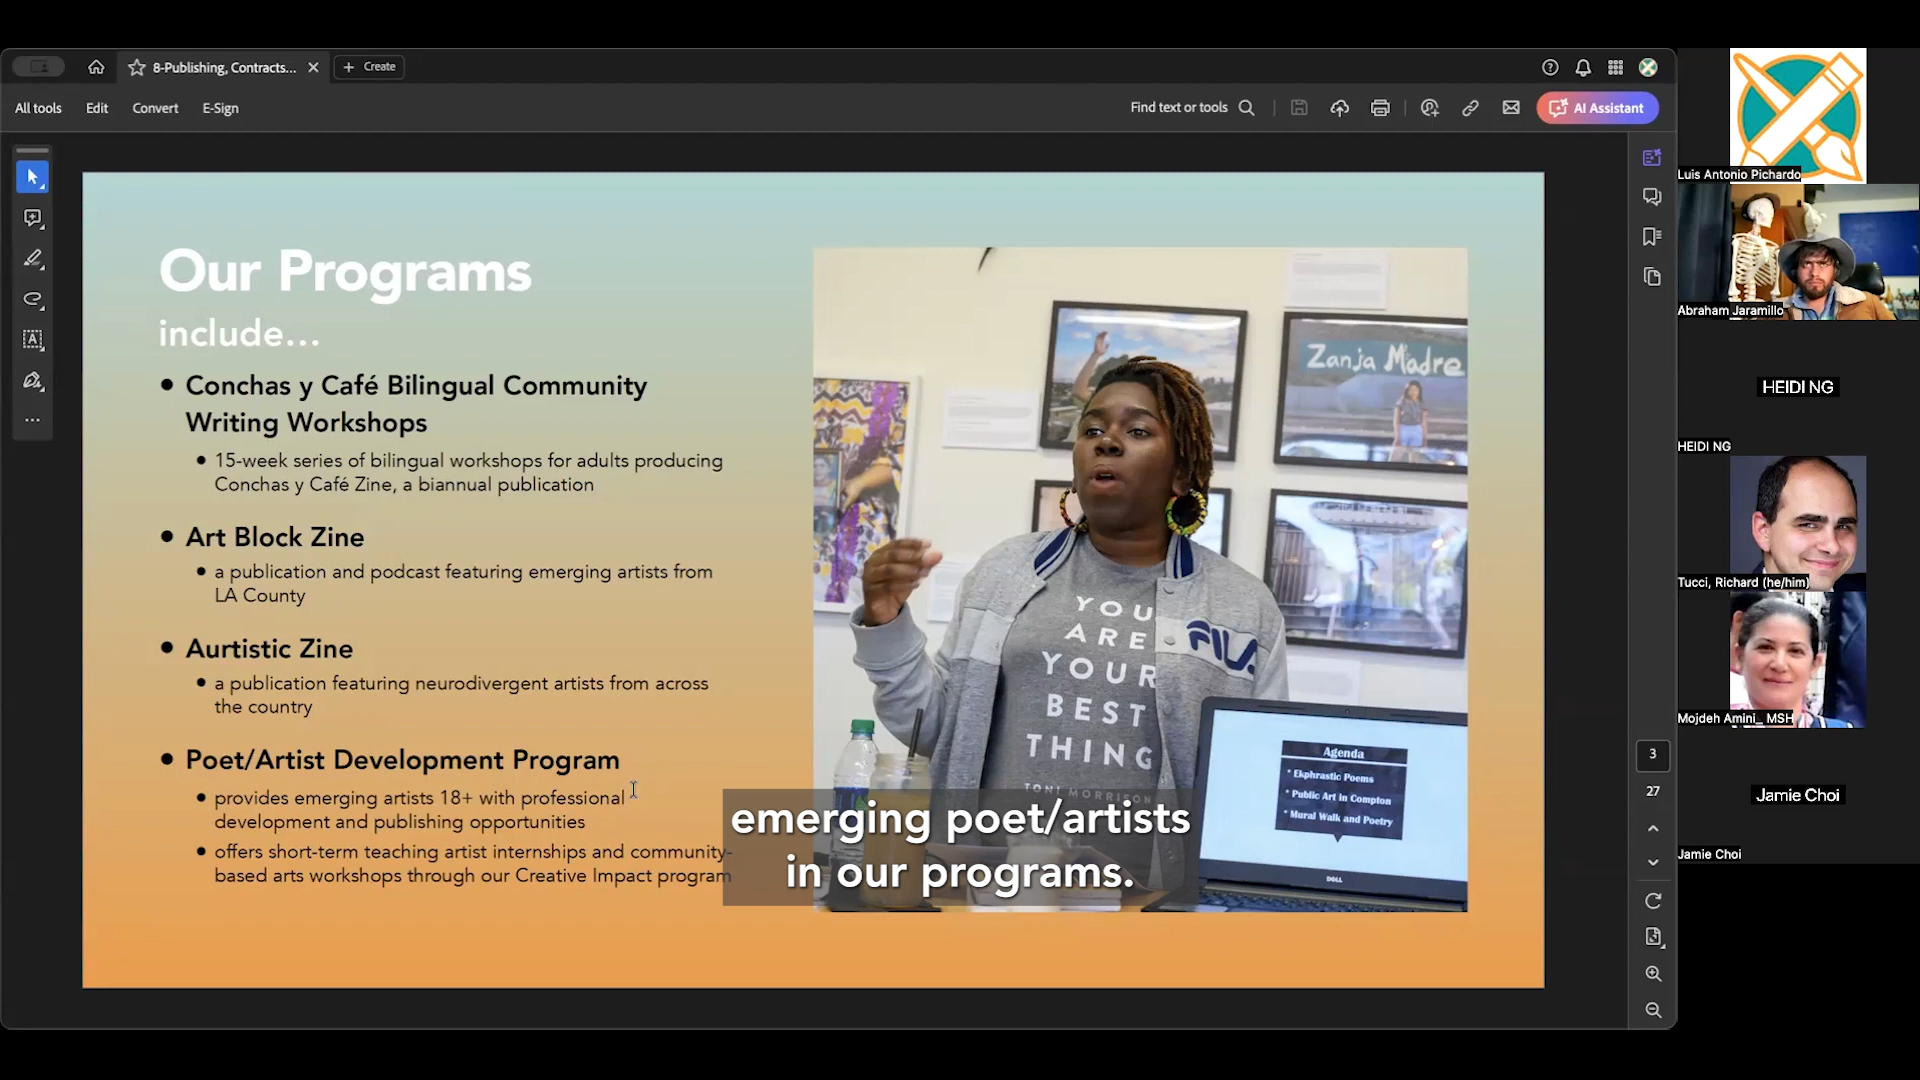 8-Publishing, Contracts...
Create
All tools
Edit
Convert
E-Sign
Find text or tools
AI Assistant
Our Programs
include...
• Conchas y Café Bilingual Community
Writing Workshops
• 15-week series of bilingual workshops for adults producing
Conchas y Café Zine, a biannual publication
• Art Block Zine
• a publication and podcast featuring emerging artists from
LA County
• Aurtistic Zine
• a publication featuring neurodivergent artists from across
the country
• Poet/Artist Development Program
• provides emerging artists 18+ with professional
development and publishing opportunities
• offers short-term teaching artist internships and community-
based arts workshops through our Creative Impact program
Zanja Madre
YOU
ARE
YOUR
BEST
THING
TONI MORRISON
FILA
Agenda
* Ekphrastic Poems
* Public Art in Compton
* Mural Walk and Poetry
DELL
emerging poet/artists
in our programs.
3
27
Luis Antonio Pichardo
Abraham Jaramillo
HEIDI NG
HEIDI NG
Tucci, Richard (he/him)
Mojdeh Amini_ MSH
Jamie Choi
Jamie Choi